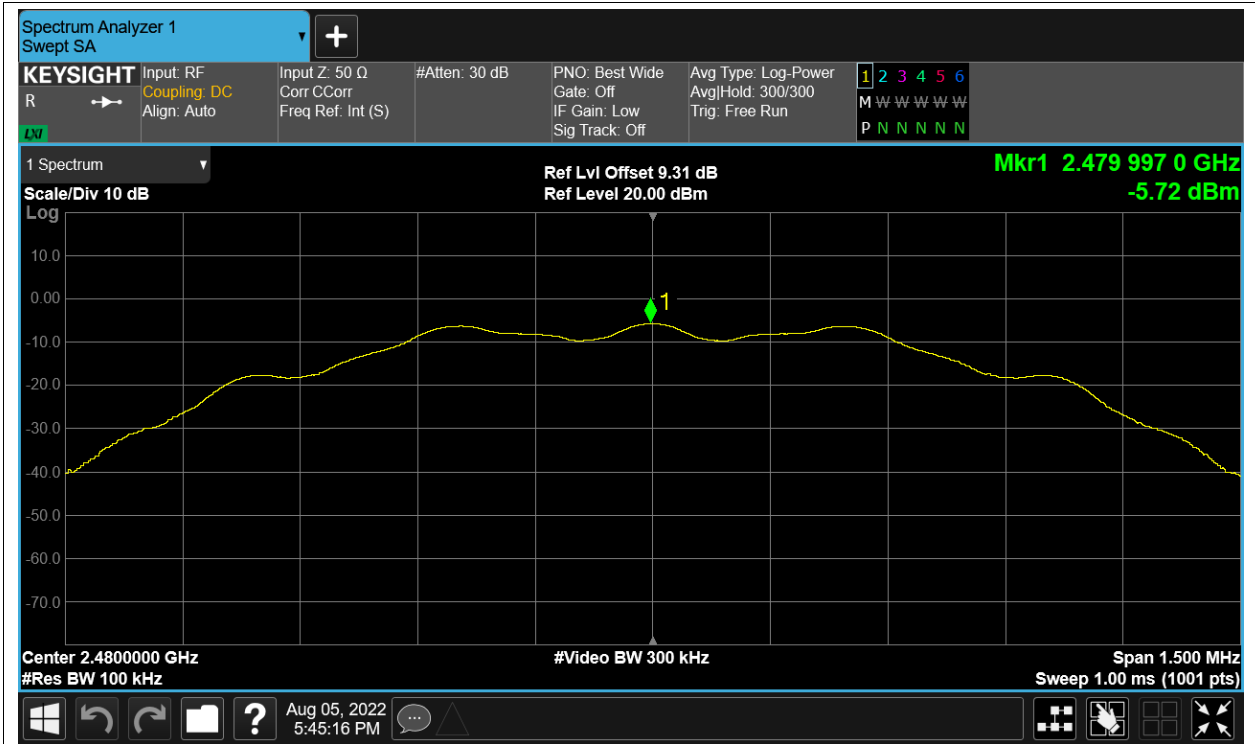 Spectrum Analyzer 1
Swept SA
KEYSIGHT
R
LXI
Input: RF
Coupling: DC
Align: Auto
Input Z: 50 Ω
Corr CCorr
Freq Ref: Int (S)
#Atten: 30 dB
PNO: Best Wide
Gate: Off
IF Gain: Low
Sig Track: Off
Avg Type: Log-Power
Avg|Hold: 300/300
Trig: Free Run
1 2 3 4 5 6
M W W W W W
P N N N N N
1 Spectrum
Scale/Div 10 dB
Log
Ref Lvl Offset 9.31 dB
Ref Level 20.00 dBm
Mkr1 2.479 997 0 GHz
-5.72 dBm
10.0
0.00
-10.0
-20.0
-30.0
-40.0
-50.0
-60.0
-70.0
1
Center 2.4800000 GHz
#Res BW 100 kHz
#Video BW 300 kHz
Span 1.500 MHz
Sweep 1.00 ms (1001 pts)
?
Aug 05, 2022
5:45:16 PM